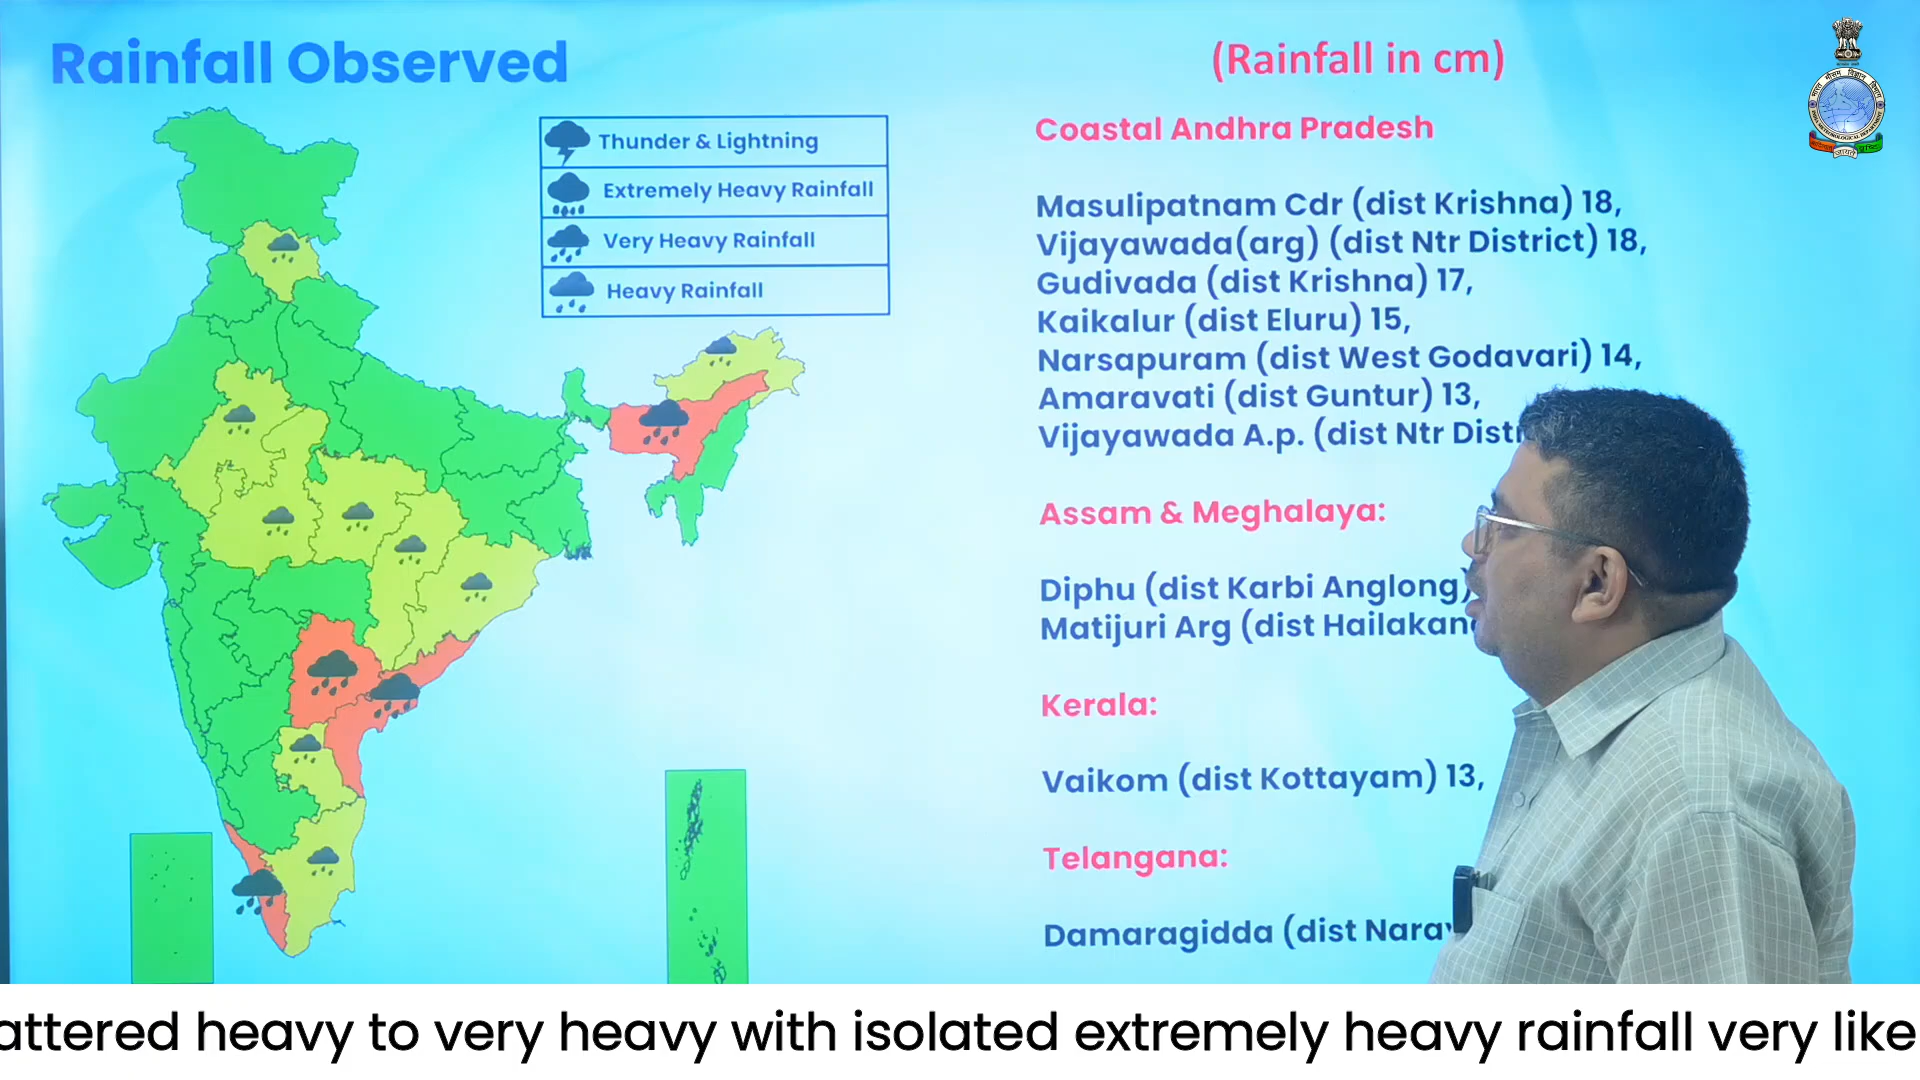 Rainfall Observed
(Rainfall in cm)
Thunder & Lightning
Extremely Heavy Rainfall
Very Heavy Rainfall
Heavy Rainfall
Coastal Andhra Pradesh
Masulipatnam Cdr (dist Krishna) 18,
Vijayawada(arg) (dist Ntr District) 18,
Gudivada (dist Krishna) 17,
Kaikalur (dist Eluru) 15,
Narsapuram (dist West Godavari) 14,
Amaravati (dist Guntur) 13,
Vijayawada A.p. (dist Ntr
Assam & Meghalaya:
Diphu (dist Karbi Anglong)
Matijuri Arg (dist
Kerala:
Vaikom (dist Kottayam) 13,
Telangana:
Damaragidda (dist
attered heavy to very heavy with isolated extremely heavy rainfall very like